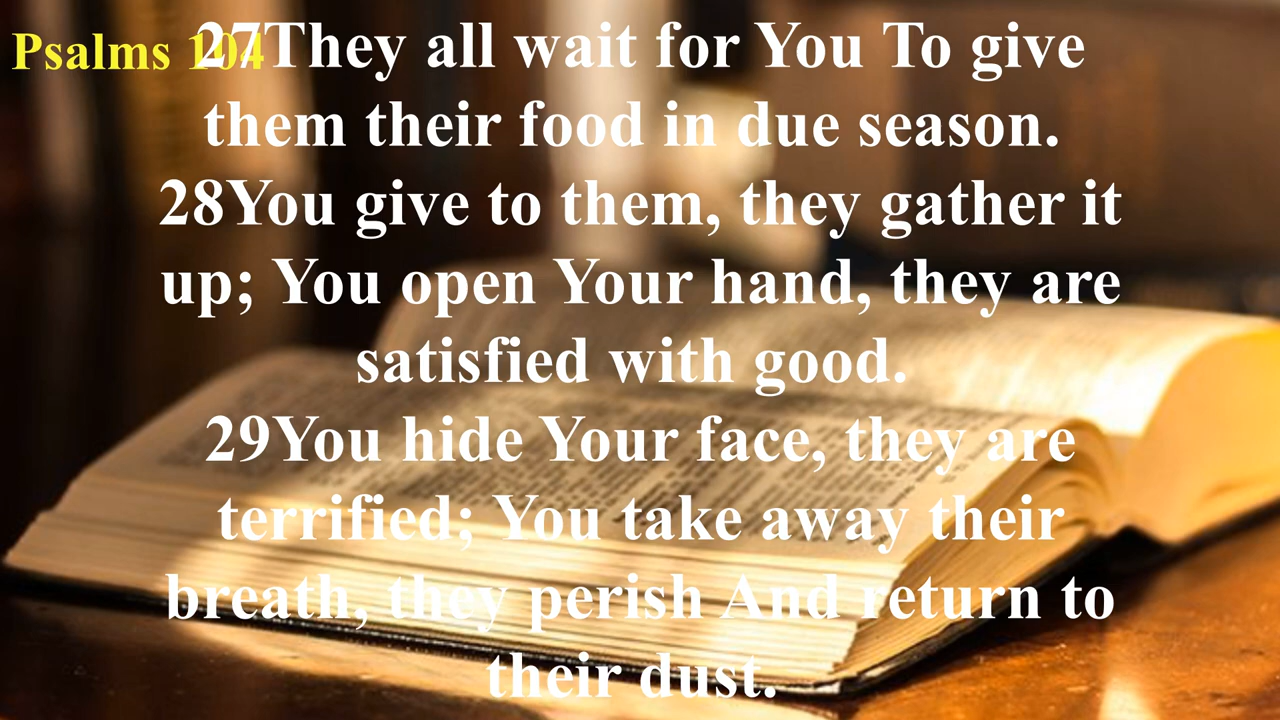 Psalms 104
27They all wait for You To give
them their food in due season.
28You give to them, they gather it
up; You open Your hand, they are
satisfied with good.
29You hide Your face, they are
terrified; You take away their
breath, they perish And return to
their dust.